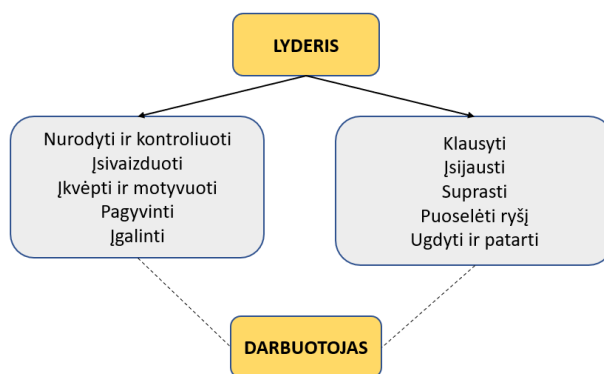 LYDERIS
Nurodyti ir kontroliuoti
Įsivaizduoti
Įkvėpti ir motyvuoti
Pagyvinti
Įgalinti
Klausyti
Įsijausti
Suprasti
Puoselėti ryšį
Ugdyti ir patarti
DARBUOTOJAS